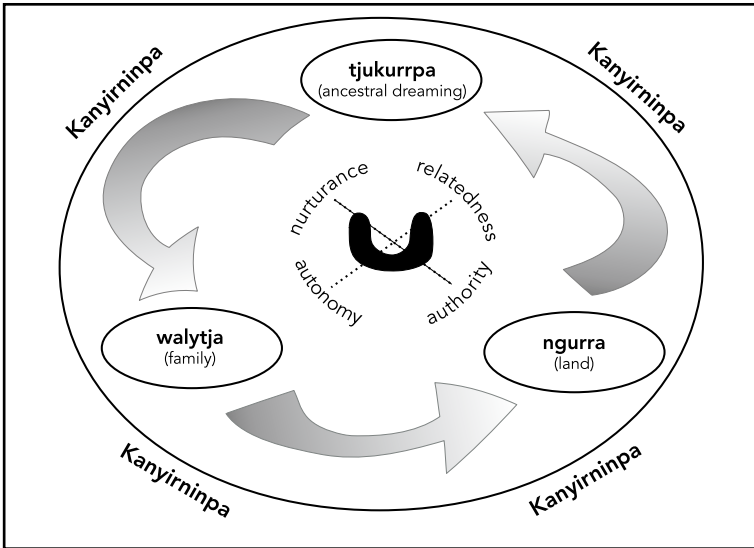 Kanyirninpa
Kanyirninpa
tjukurrpa
(ancestral dreaming)
nurturance
relatedness
autonomy
authority
walytja
(family)
ngurra
(land)
Kanyirninpa
Kanyirninpa